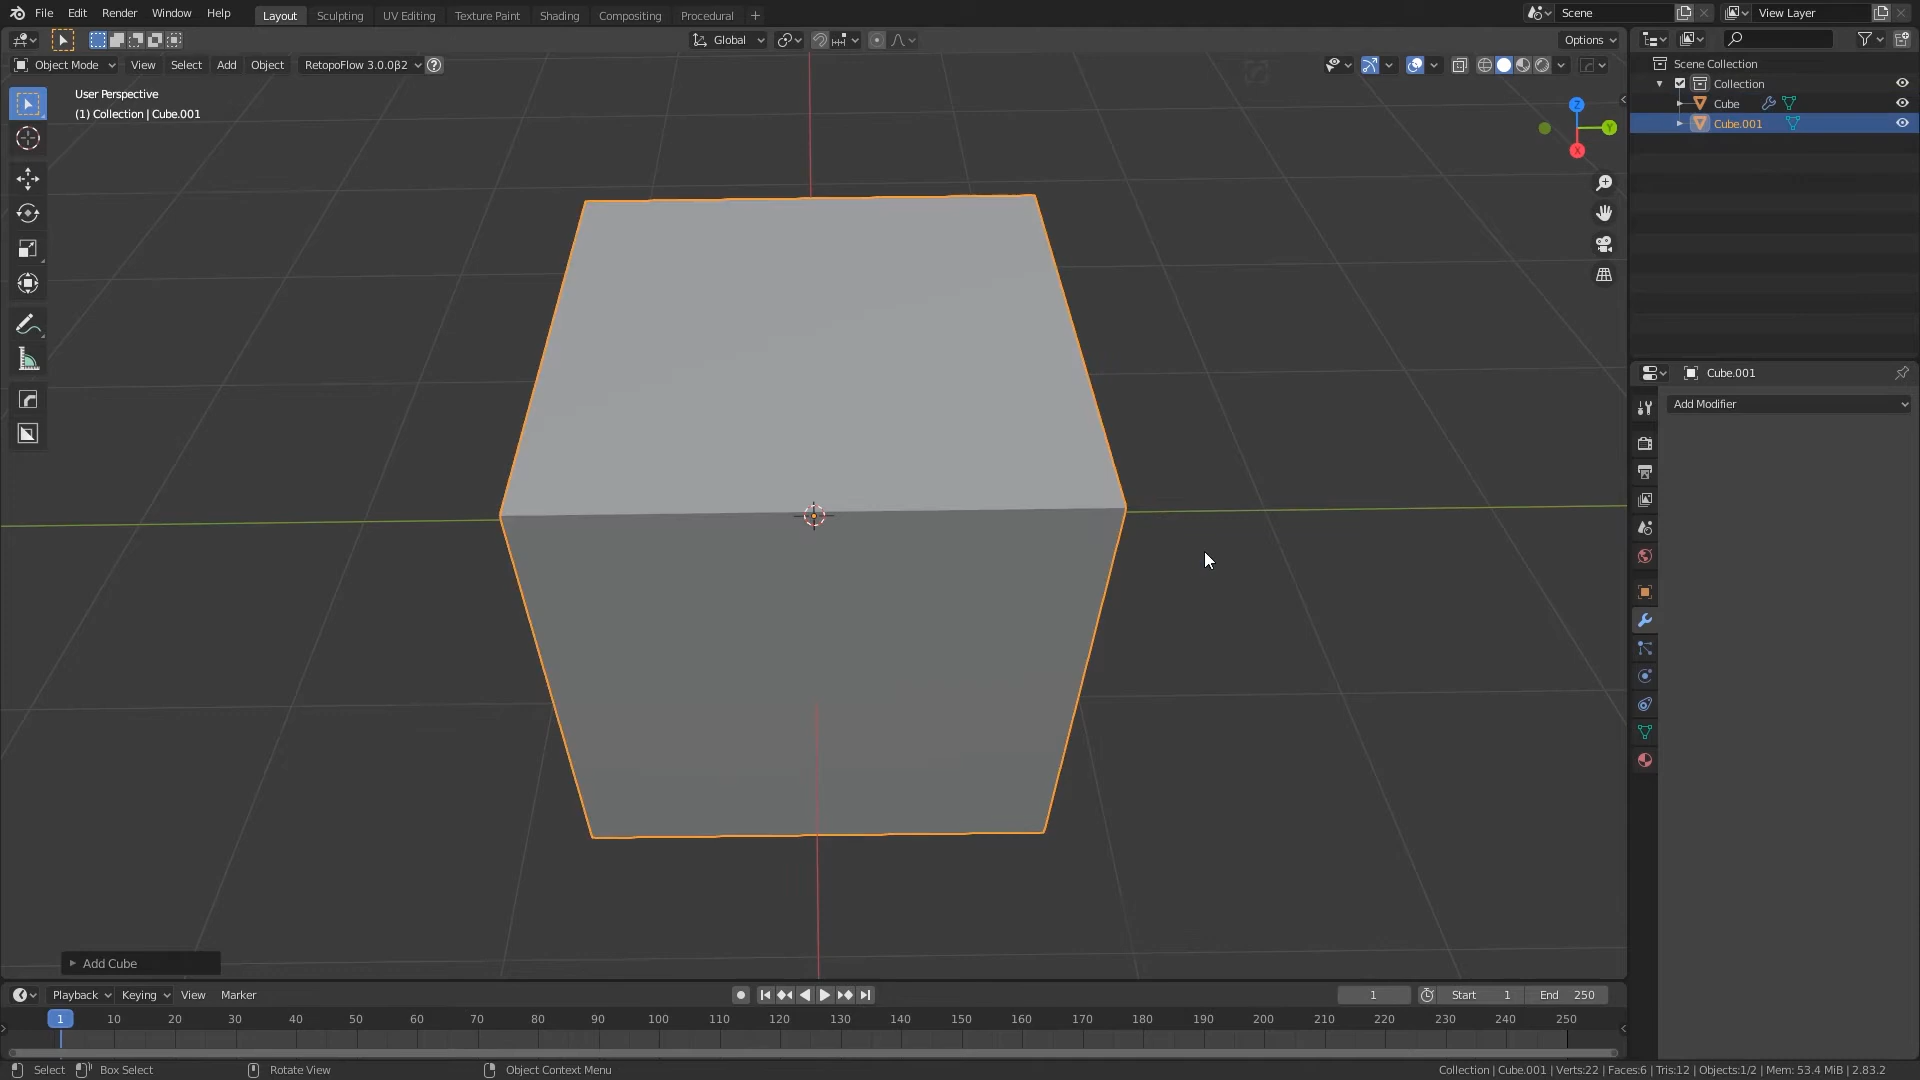 File Edit Render Window Help Layout Sculpting UV Editing Texture Paint Shading Compositing Procedural + Scene View Layer
Global Options
Object Mode View Select Add Object RetopoFlow 3.0.0β2
User Perspective
(1) Collection | Cube.001
Z
Y
X
Scene Collection
Collection
Cube
Cube.001
Cube.001
Add Modifier
Add Cube
Playback Keying View Marker 1 Start 1 End 250
1 10 20 30 40 50 60 70 80 90 100 110 120 130 140 150 160 170 180 190 200 210 220 230 240 250
Select Box Select Rotate View Object Context Menu Collection | Cube.001 | Verts:22 | Faces:6 | Tris:12 | Objects:1/2 | Mem: 53.4 MiB | 2.83.2